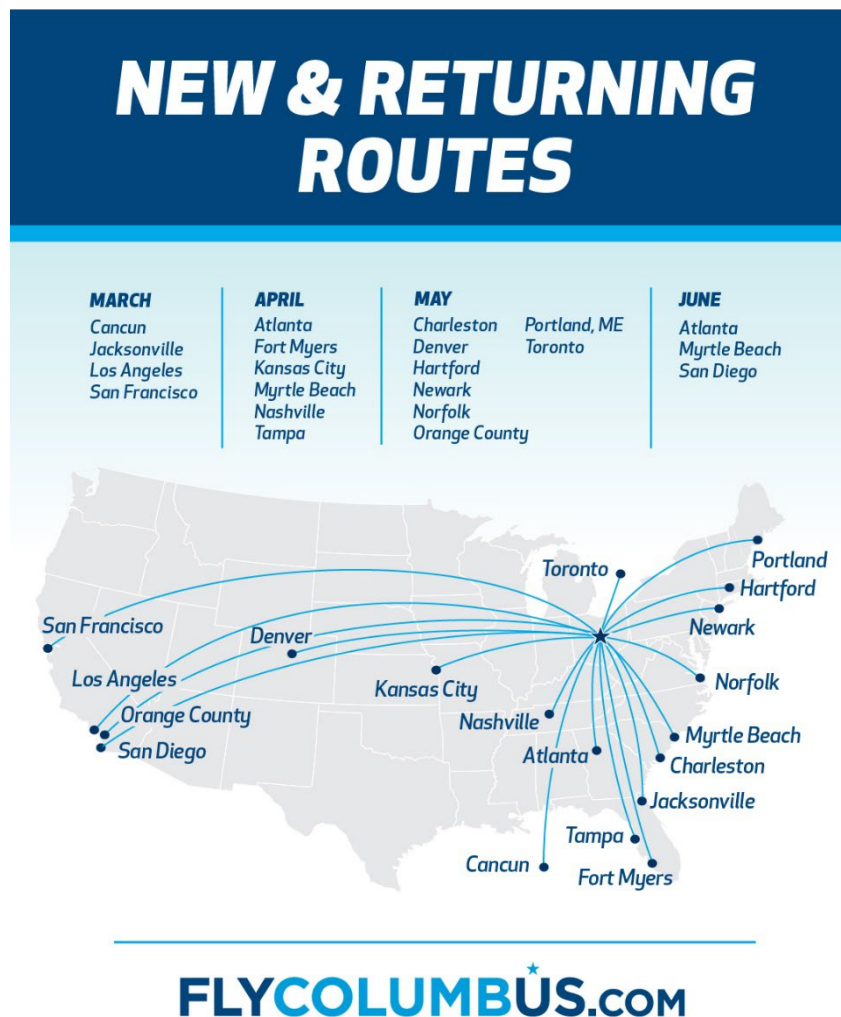 NEW & RETURNING
ROUTES
MARCH
Cancun
Jacksonville
Los Angeles
San Francisco
APRIL
Atlanta
Fort Myers
Kansas City
Myrtle Beach
Nashville
Tampa
MAY
Charleston
Denver
Hartford
Newark
Norfolk
Orange County
Portland, ME
Toronto
JUNE
Atlanta
Myrtle Beach
San Diego
Portland
Toronto
Hartford
San Francisco
Denver
Newark
Los Angeles
Kansas City
Norfolk
Orange County
Nashville
San Diego
Myrtle Beach
Atlanta
Charleston
Jacksonville
Tampa
Cancun
Fort Myers
FLYCOLUMBUS.COM